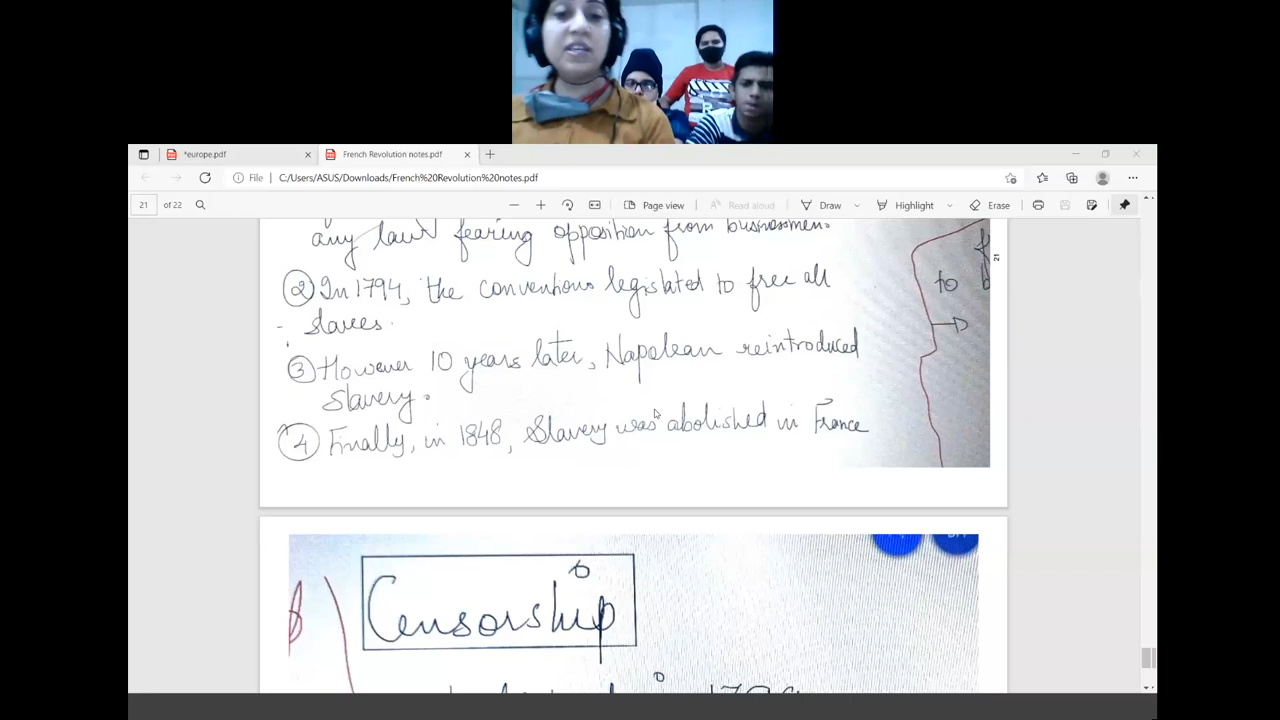 *europe.pdf
French Revolution notes.pdf
File
C:/Users/ASUS/Downloads/French%20Revolution%20notes.pdf
21 of 22
Page view
Read aloud
Draw
Highlight
Erase
any law fearing opposition from businessmen.
② In 1794, the conventions legislated to free all
slaves.
③ However 10 years later, Napolean reintroduced
Slavery.
④ Finally, in 1848, Slavery was abolished in France
to
21
Censorship